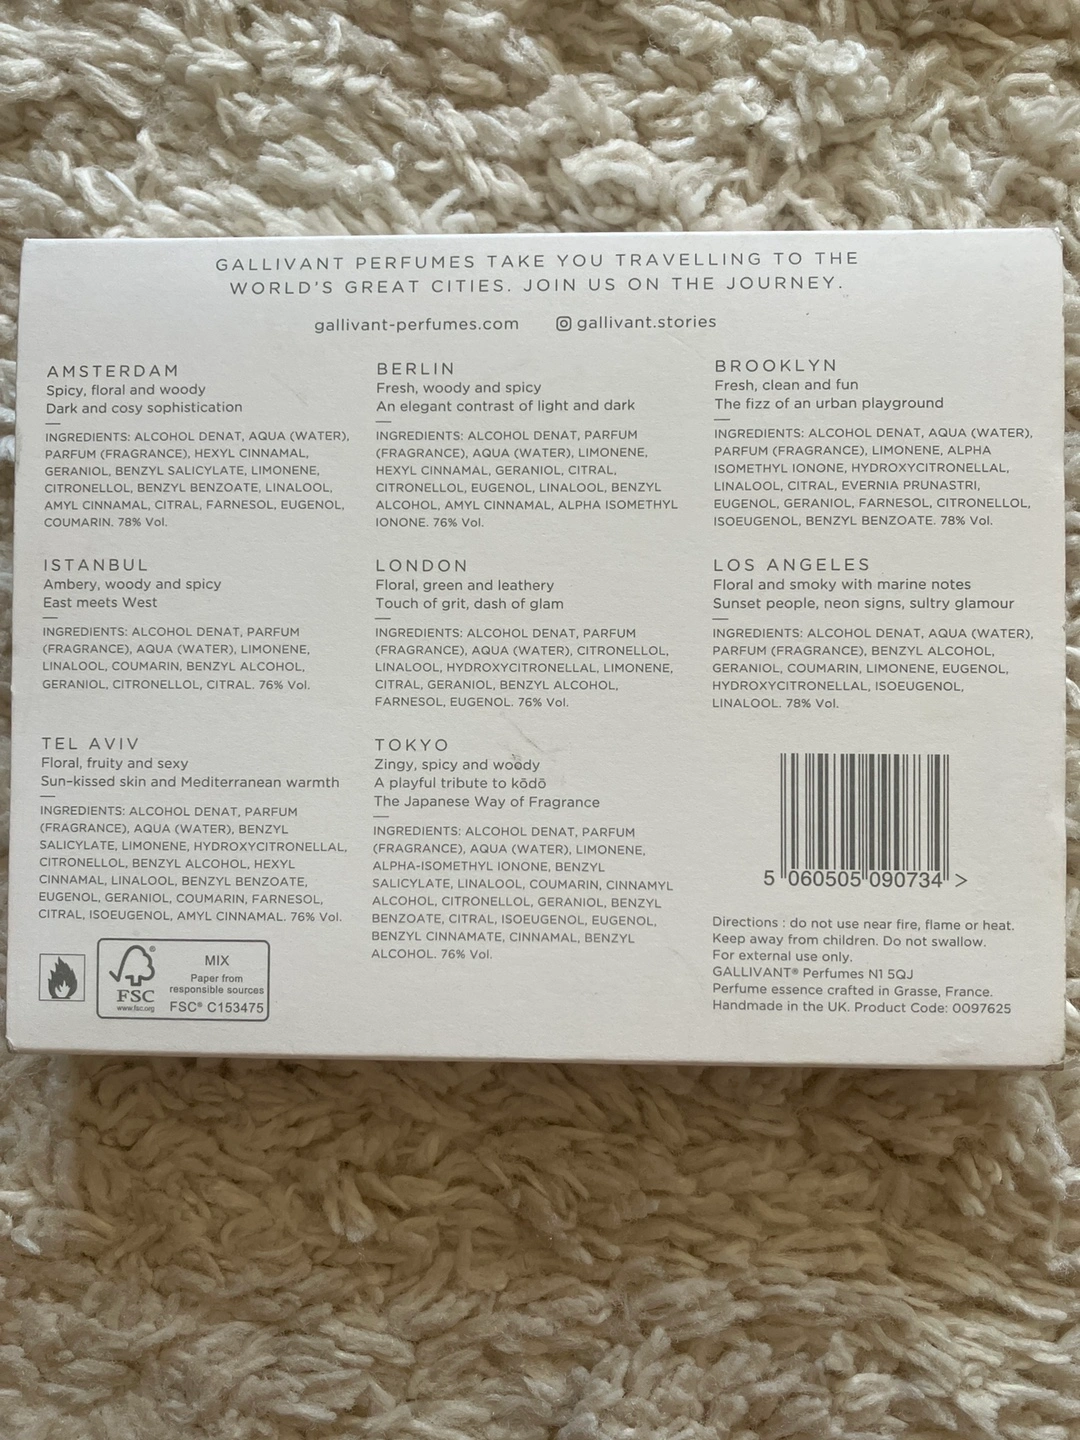 GALLIVANT PERFUMES TAKE YOU TRAVELLING TO THE
WORLD'S GREAT CITIES. JOIN US ON THE JOURNEY.
gallivant-perfumes.com gallivant.stories
AMSTERDAM
Spicy, floral and woody
Dark and cosy sophistication
INGREDIENTS: ALCOHOL DENAT, AQUA (WATER),
PARFUM (FRAGRANCE), HEXYL CINNAMAL,
GERANIOL, BENZYL SALICYLATE, LIMONENE,
CITRONELLOL, BENZYL BENZOATE, LINALOOL,
AMYL CINNAMAL, CITRAL, FARNESOL, EUGENOL,
COUMARIN. 78% Vol.
BERLIN
Fresh, woody and spicy
An elegant contrast of light and dark
INGREDIENTS: ALCOHOL DENAT, PARFUM
(FRAGRANCE), AQUA (WATER), LIMONENE,
HEXYL CINNAMAL, GERANIOL, CITRAL,
CITRONELLOL, EUGENOL, LINALOOL, BENZYL
ALCOHOL, AMYL CINNAMAL, ALPHA ISOMETHYL
IONONE. 76% Vol.
BROOKLYN
Fresh, clean and fun
The fizz of an urban playground
INGREDIENTS: ALCOHOL DENAT, AQUA (WATER),
PARFUM (FRAGRANCE), LIMONENE, ALPHA
ISOMETHYL IONONE, HYDROXYCITRONELLAL,
LINALOOL, CITRAL, EVERNIA PRUNASTRI,
EUGENOL, GERANIOL, FARNESOL, CITRONELLOL,
ISOEUGENOL, BENZYL BENZOATE. 78% Vol.
ISTANBUL
Ambery, woody and spicy
East meets West
INGREDIENTS: ALCOHOL DENAT, PARFUM
(FRAGRANCE), AQUA (WATER), LIMONENE,
LINALOOL, COUMARIN, BENZYL ALCOHOL,
GERANIOL, CITRONELLOL, CITRAL. 76% Vol.
LONDON
Floral, green and leathery
Touch of grit, dash of glam
INGREDIENTS: ALCOHOL DENAT, PARFUM
(FRAGRANCE), AQUA (WATER), CITRONELLOL,
LINALOOL, HYDROXYCITRONELLAL, LIMONENE,
CITRAL, GERANIOL, BENZYL ALCOHOL,
FARNESOL, EUGENOL. 76% Vol.
LOS ANGELES
Floral and smoky with marine notes
Sunset people, neon signs, sultry glamour
INGREDIENTS: ALCOHOL DENAT, AQUA (WATER),
PARFUM (FRAGRANCE), BENZYL ALCOHOL,
GERANIOL, COUMARIN, LIMONENE, EUGENOL,
HYDROXYCITRONELLAL, ISOEUGENOL,
LINALOOL. 78% Vol.
TEL AVIV
Floral, fruity and sexy
Sun-kissed skin and Mediterranean warmth
INGREDIENTS: ALCOHOL DENAT, PARFUM
(FRAGRANCE), AQUA (WATER), BENZYL
SALICYLATE, LIMONENE, HYDROXYCITRONELLAL,
CITRONELLOL, BENZYL ALCOHOL, HEXYL
CINNAMAL, LINALOOL, BENZYL BENZOATE,
EUGENOL, GERANIOL, COUMARIN, FARNESOL,
CITRAL, ISOEUGENOL, AMYL CINNAMAL. 76% Vol.
TOKYO
Zingy, spicy and woody
A playful tribute to kōdō
The Japanese Way of Fragrance
INGREDIENTS: ALCOHOL DENAT, PARFUM
(FRAGRANCE), AQUA (WATER), LIMONENE,
ALPHA-ISOMETHYL IONONE, BENZYL
SALICYLATE, LINALOOL, COUMARIN, CINNAMYL
ALCOHOL, CITRONELLOL, GERANIOL, BENZYL
BENZOATE, CITRAL, ISOEUGENOL, EUGENOL,
BENZYL CINNAMATE, CINNAMAL, BENZYL
ALCOHOL. 76% Vol.
5 060505 090734 >
Directions : do not use near fire, flame or heat.
Keep away from children. Do not swallow.
For external use only.
GALLIVANT® Perfumes N1 5QJ
Perfume essence crafted in Grasse, France.
Handmade in the UK. Product Code: 0097625
FSC
www.fsc.org
MIX
Paper from
responsible sources
FSC® C153475